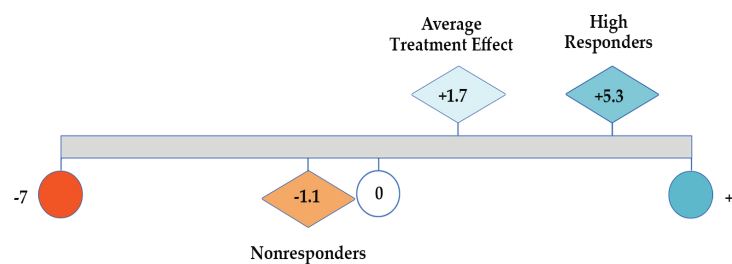 Average
Treatment Effect
High
Responders
+1.7
+5.3
-7
-1.1
0
+
Nonresponders